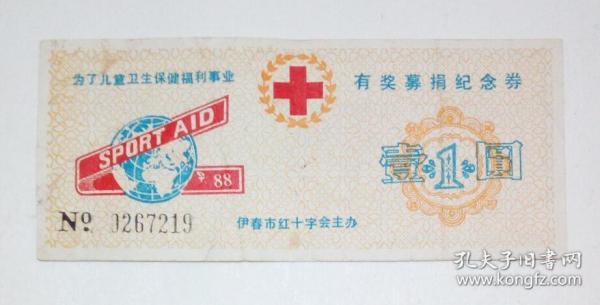 为了儿童卫生保健福利事业
有奖募捐纪念券
SPORT AID
88
壹1圆
№ 0267219
伊春市红十字会主办
孔夫子旧书网
kongfz.com